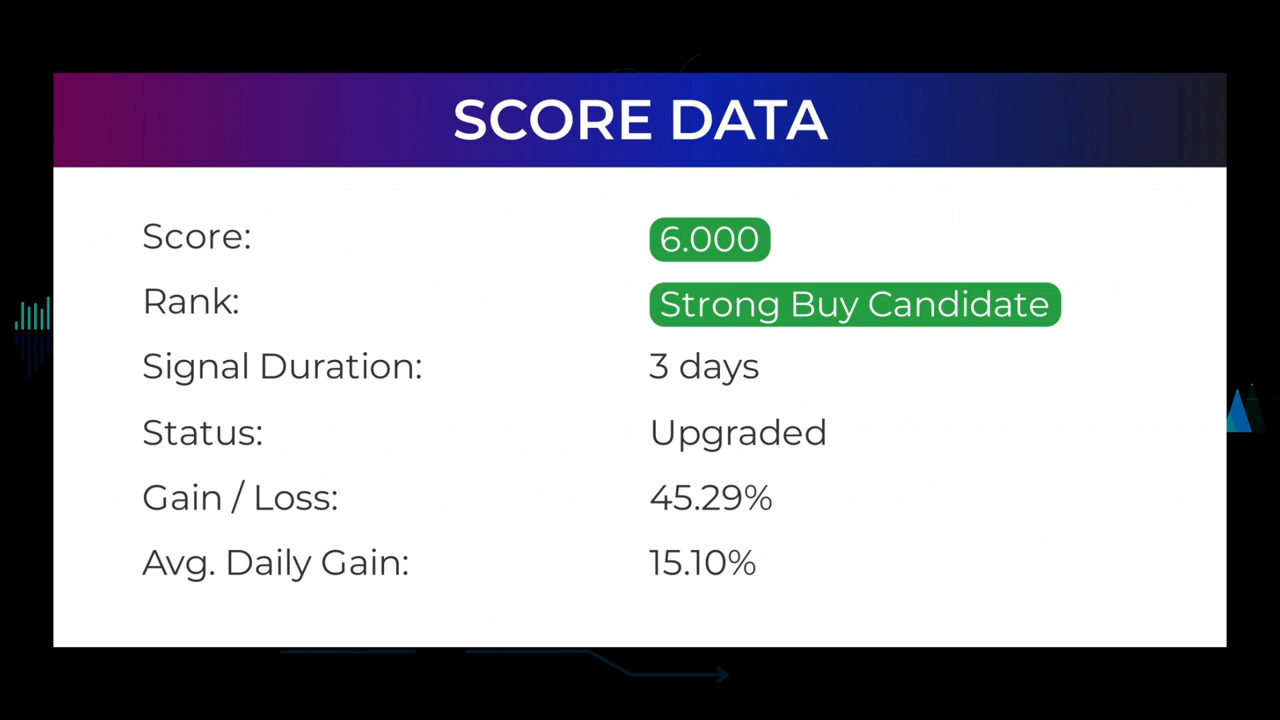 SCORE DATA
Score: 6.000
Rank: Strong Buy Candidate
Signal Duration: 3 days
Status: Upgraded
Gain / Loss: 45.29%
Avg. Daily Gain: 15.10%